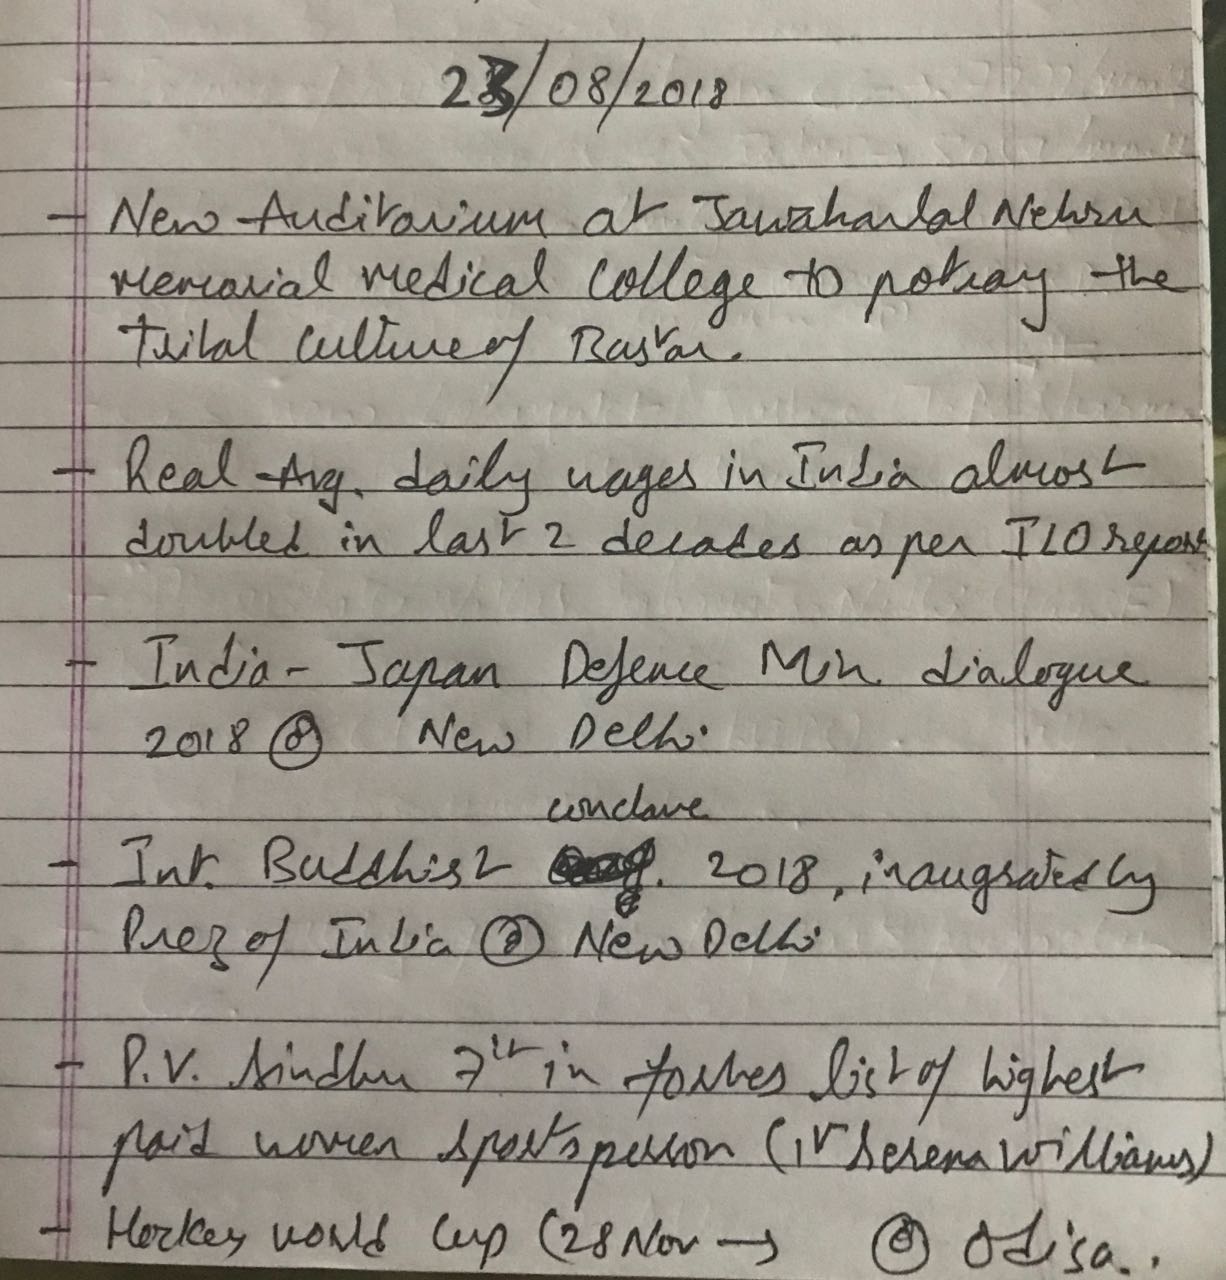 23/08/2018
- New Auditorium at Jawaharlal Nehru
memorial medical college to potray the
Tribal culture of Bastar.
- Real Avg. daily wages in India almost
doubled in last 2 decades as per ILO report
- India - Japan Defence Min dialogue
2018 @ New Delhi
conclave
- Int. Buddhist 2018, inaugrated by
Prez of India @ New Delhi
- P.V. Sindhu 7th in forbes list of highest
paid women sportsperson (1st Serena Williams)
- Hockey world Cup (28 Nov → @ Odisa..